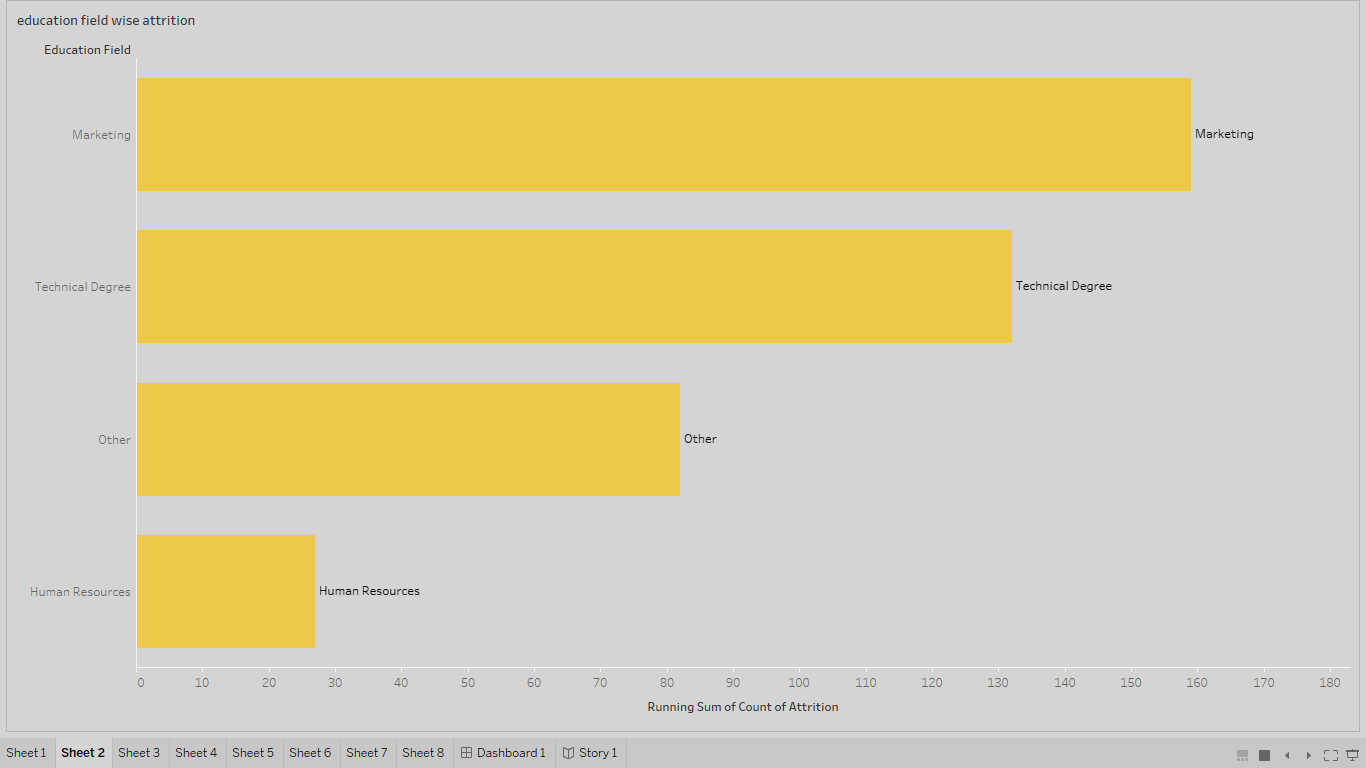 education field wise attrition
Education Field
Marketing
Marketing
Technical Degree
Technical Degree
Other
Other
Human Resources
Human Resources
0 10 20 30 40 50 60 70 80 90 100 110 120 130 140 150 160 170 180
Running Sum of Count of Attrition
Sheet 1 Sheet 2 Sheet 3 Sheet 4 Sheet 5 Sheet 6 Sheet 7 Sheet 8 Dashboard 1 Story 1